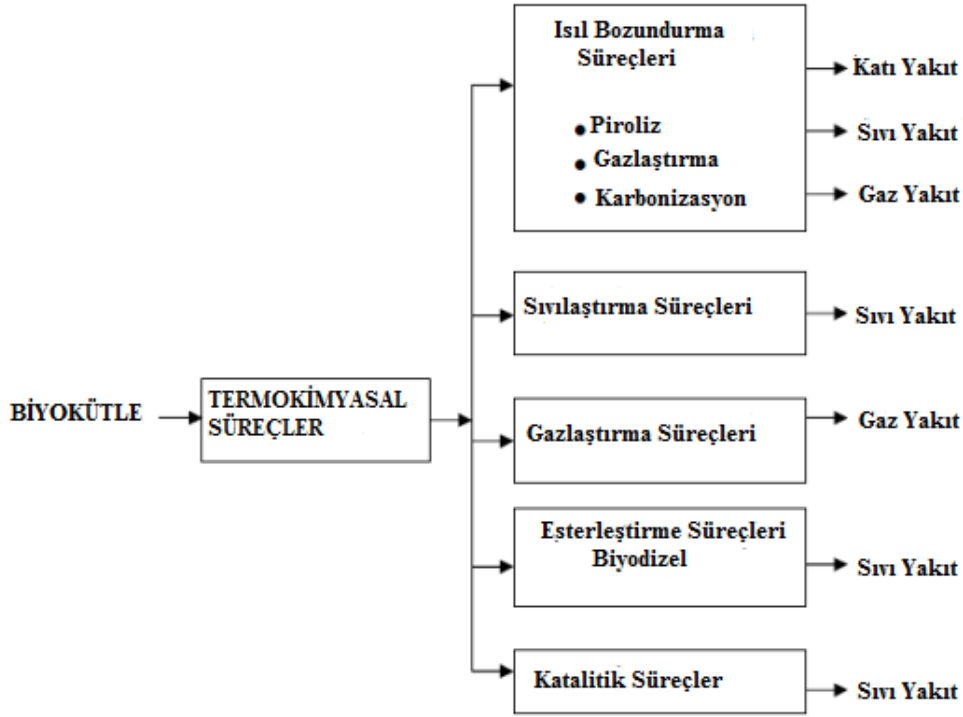 Isıl Bozundurma
Süreçleri
Katı Yakıt
Piroliz
Sıvı Yakıt
Gazlaştırma
Karbonizasyon
Gaz Yakıt
Sıvılaştırma Süreçleri
Sıvı Yakıt
BİYOKÜTLE
TERMOKİMYASAL
SÜREÇLER
Gazlaştırma Süreçleri
Gaz Yakıt
Esterleştirme Süreçleri
Biyodizel
Sıvı Yakıt
Katalitik Süreçler
Sıvı Yakıt